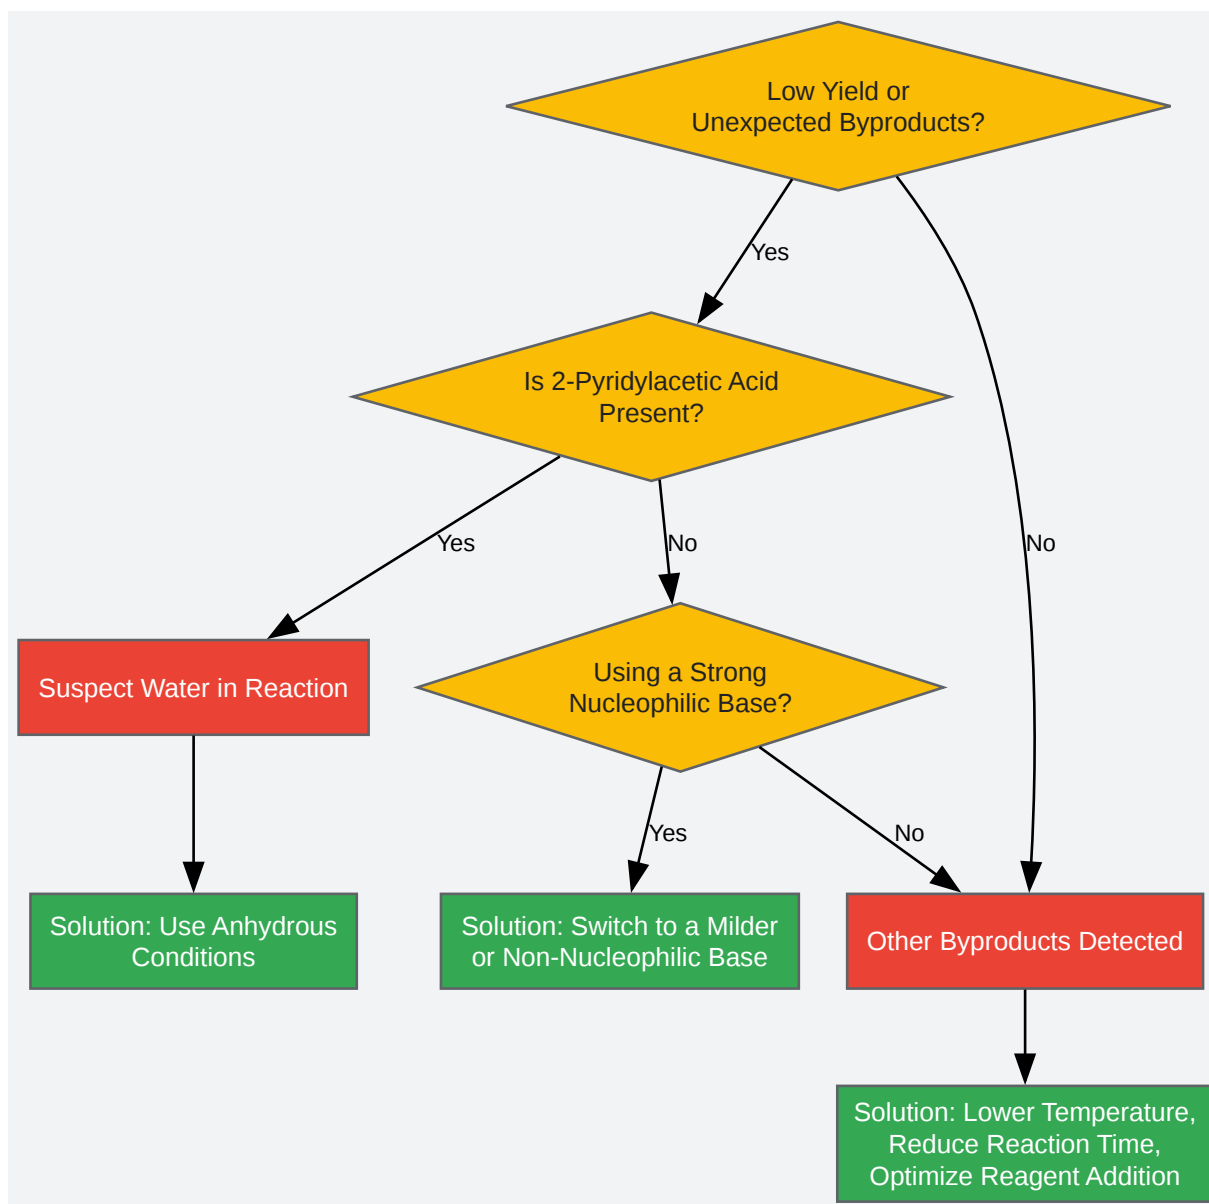 Low Yield or
Unexpected Byproducts?
Yes
Is 2-Pyridylacetic Acid
Present?
Yes
No
No
Suspect Water in Reaction
Using a Strong
Nucleophilic Base?
Yes
No
Solution: Use Anhydrous
Conditions
Solution: Switch to a Milder
or Non-Nucleophilic Base
Other Byproducts Detected
Solution: Lower Temperature,
Reduce Reaction Time,
Optimize Reagent Addition